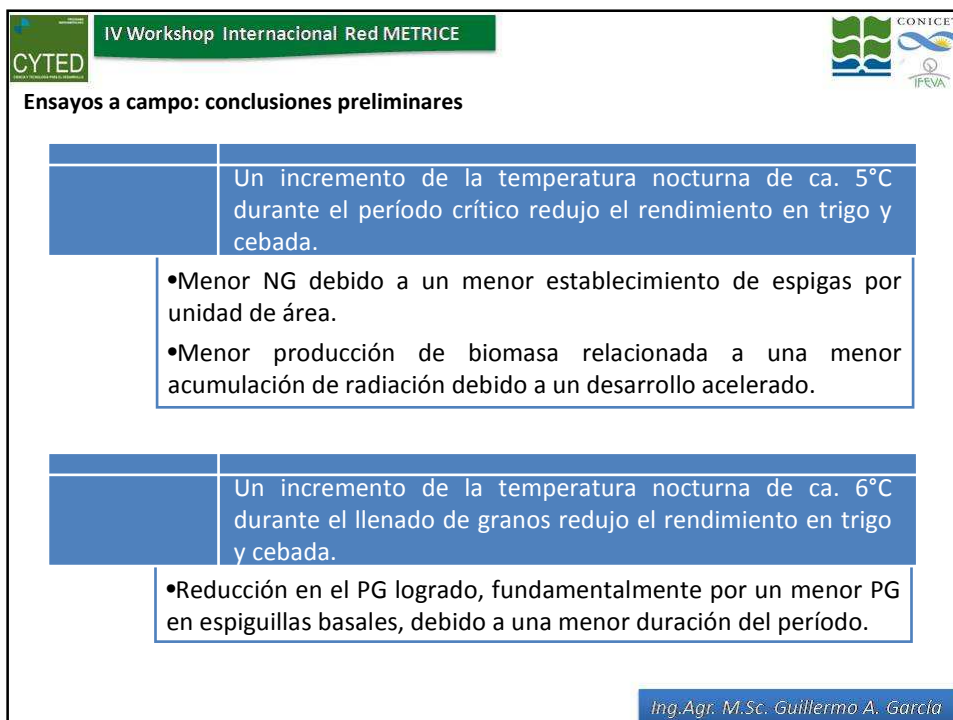 IV Workshop Internacional Red METRICE
CYTED
CONICET
IFEVA
Ensayos a campo: conclusiones preliminares
Un incremento de la temperatura nocturna de ca. 5°C
durante el período crítico redujo el rendimiento en trigo y
cebada.
•Menor NG debido a un menor establecimiento de espigas por
unidad de área.
•Menor producción de biomasa relacionada a una menor
acumulación de radiación debido a un desarrollo acelerado.
Un incremento de la temperatura nocturna de ca. 6°C
durante el llenado de granos redujo el rendimiento en trigo
y cebada.
•Reducción en el PG logrado, fundamentalmente por un menor PG
en espiguillas basales, debido a una menor duración del período.
Ing.Agr. M.Sc. Guillermo A. García